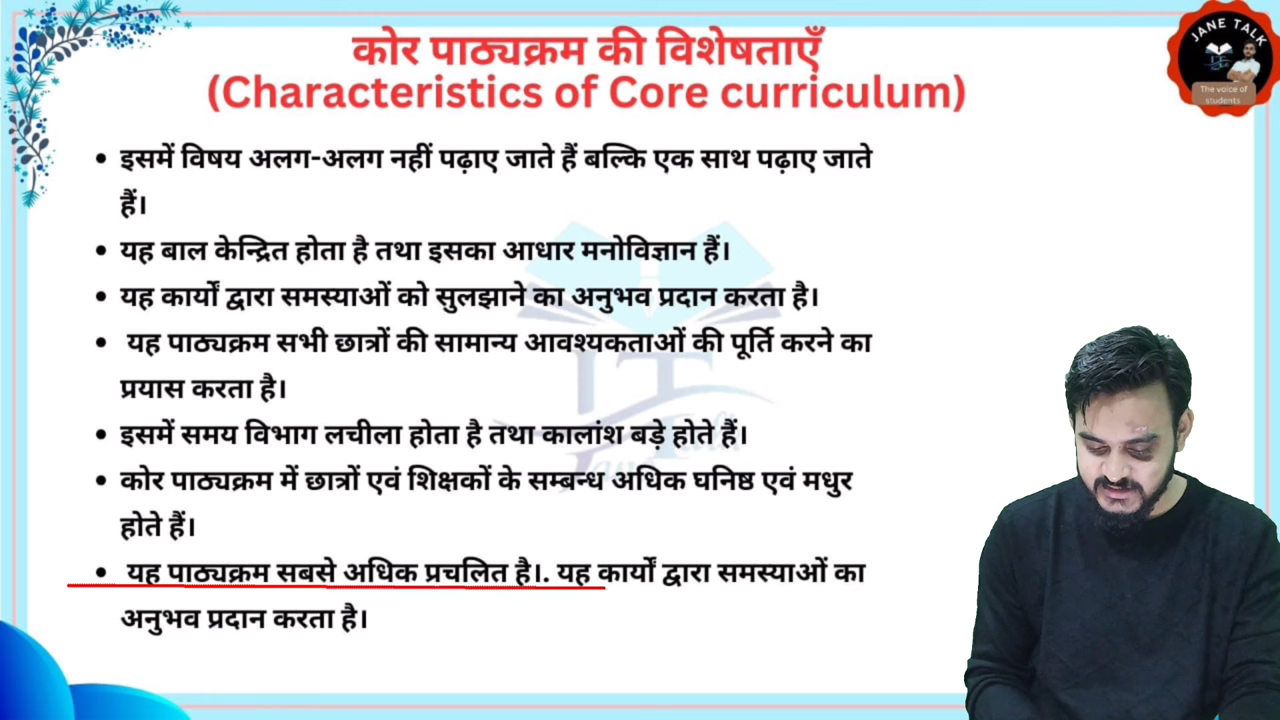 कोर पाठ्यक्रम की विशेषताएँ
(Characteristics of Core curriculum)
JANE TALK
The voice of
students
• इसमें विषय अलग-अलग नहीं पढ़ाए जाते हैं बल्कि एक साथ पढ़ाए जाते
हैं।
• यह बाल केन्द्रित होता है तथा इसका आधार मनोविज्ञान हैं।
• यह कार्यों द्वारा समस्याओं को सुलझाने का अनुभव प्रदान करता है।
• यह पाठ्यक्रम सभी छात्रों की सामान्य आवश्यकताओं की पूर्ति करने का
प्रयास करता है।
• इसमें समय विभाग लचीला होता है तथा कालांश बड़े होते हैं।
• कोर पाठ्यक्रम में छात्रों एवं शिक्षकों के सम्बन्ध अधिक घनिष्ठ एवं मधुर
होते हैं।
• यह पाठ्यक्रम सबसे अधिक प्रचलित है।. यह कार्यों द्वारा समस्याओं का
अनुभव प्रदान करता है।